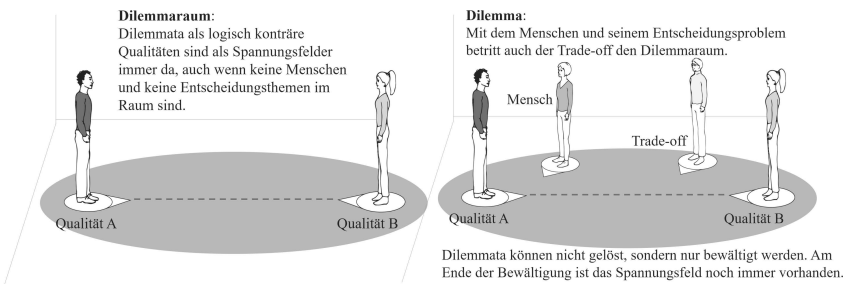 Dilemmaraum:
Dilemmata als logisch konträre
Qualitäten sind als Spannungsfelder
immer da, auch wenn keine Menschen
und keine Entscheidungsthemen im
Raum sind.
Qualität A
Qualität B
Dilemma:
Mit dem Menschen und seinem Entscheidungsproblem
betritt auch der Trade-off den Dilemmaraum.
Mensch
Trade-off
Qualität A
Qualität B
Dilemmata können nicht gelöst, sondern nur bewältigt werden. Am
Ende der Bewältigung ist das Spannungsfeld noch immer vorhanden.